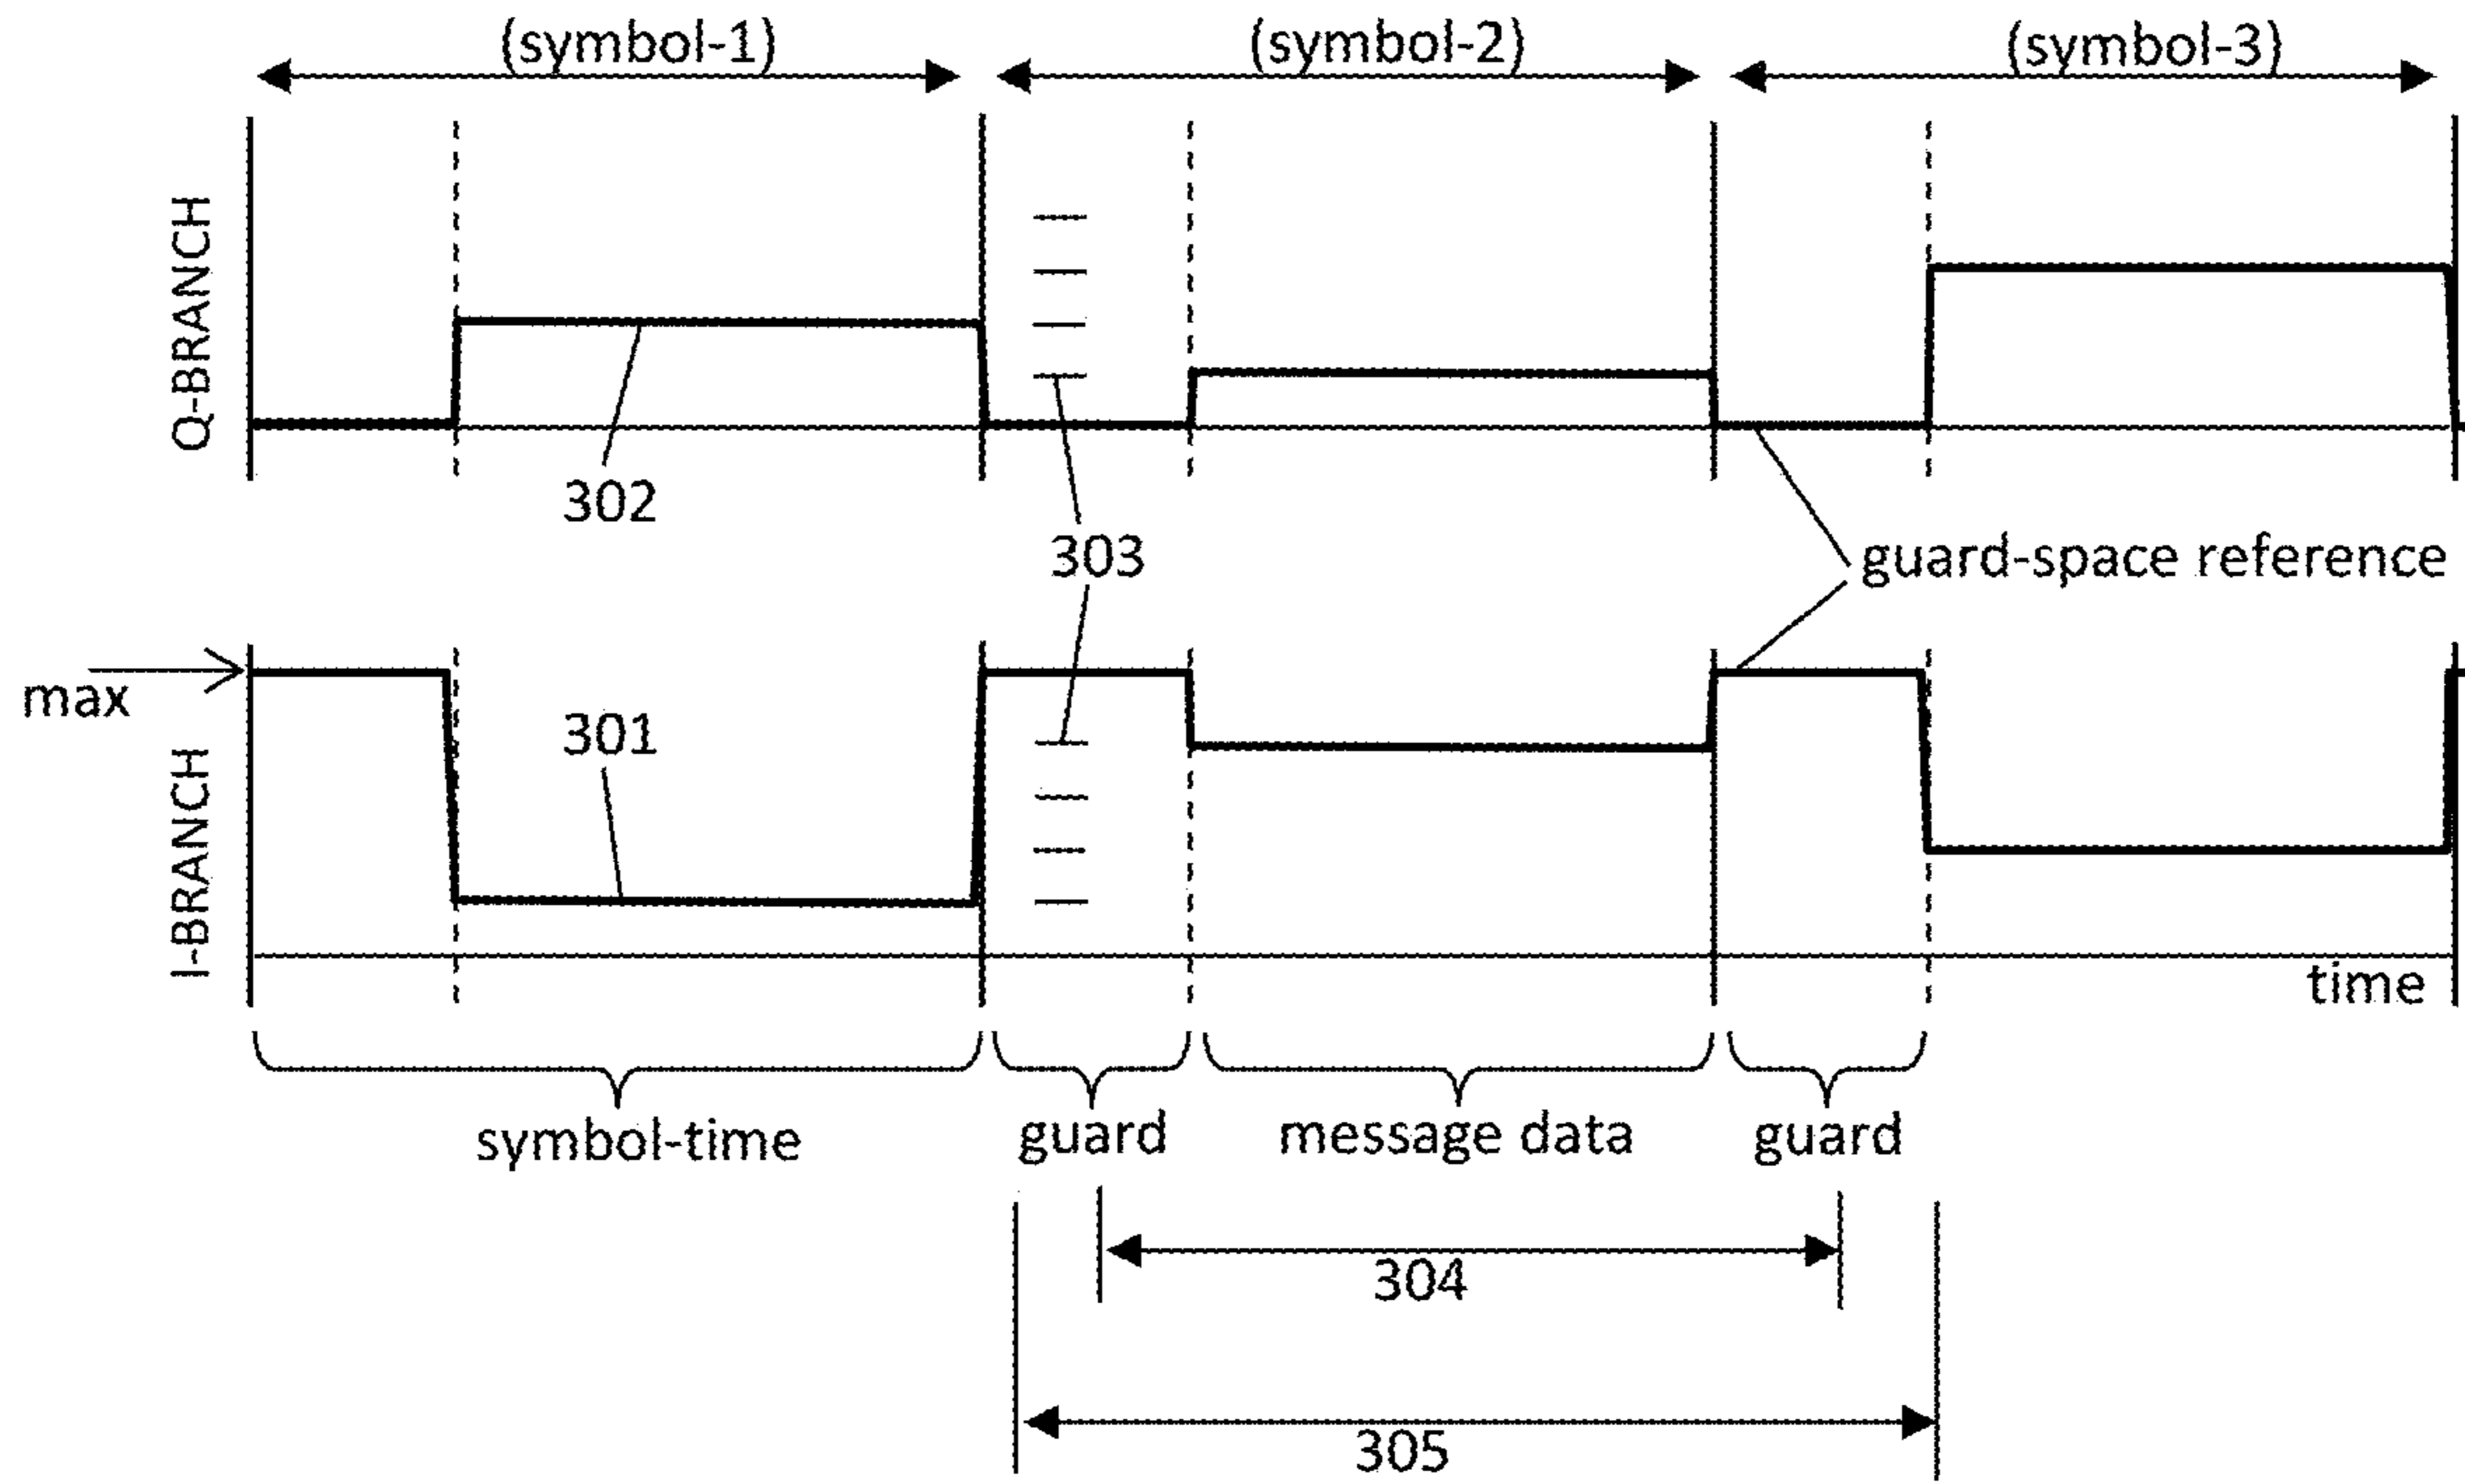 (symbol-1)
(symbol-2)
(symbol-3)
Q-BRANCH
302
303
guard-space reference
max
301
I-BRANCH
time
symbol-time
guard
message data
guard
304
305